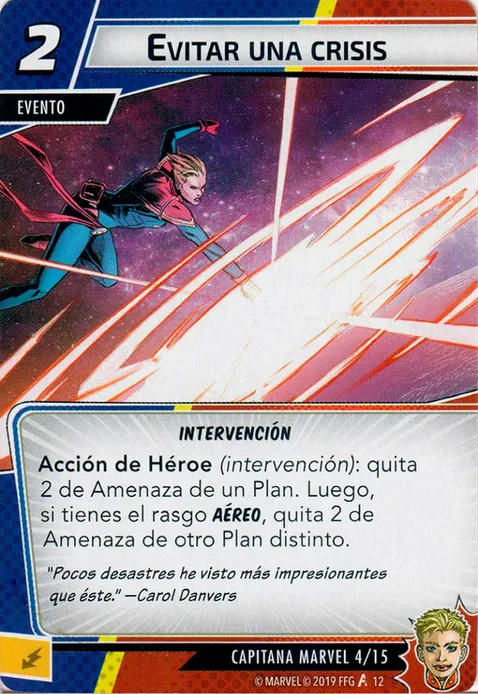 2
EVITAR UNA CRISIS
EVENTO
INTERVENCIÓN
Acción de Héroe (intervención): quita
2 de Amenaza de un Plan. Luego,
si tienes el rasgo AÉREO, quita 2 de
Amenaza de otro Plan distinto.
"Pocos desastres he visto más impresionantes
que éste." —Carol Danvers
CAPITANA MARVEL 4/15
© MARVEL © 2019 FFG 12